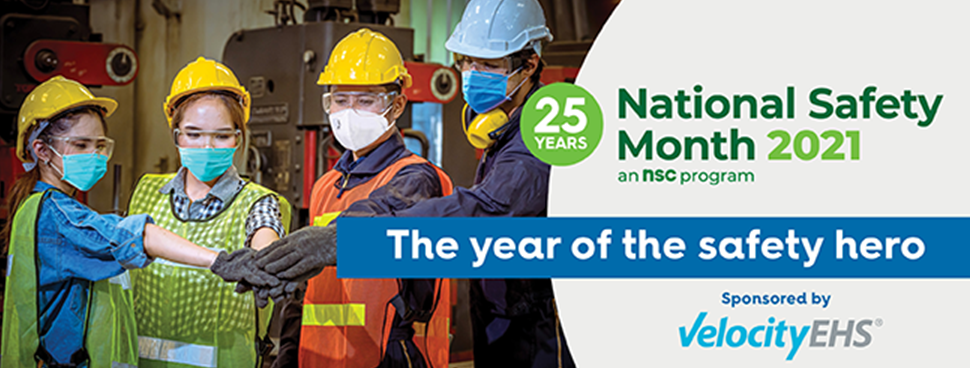 25
YEARS
National Safety
Month 2021
an nsc program
The year of the safety hero
Sponsored by
VelocityEHS®